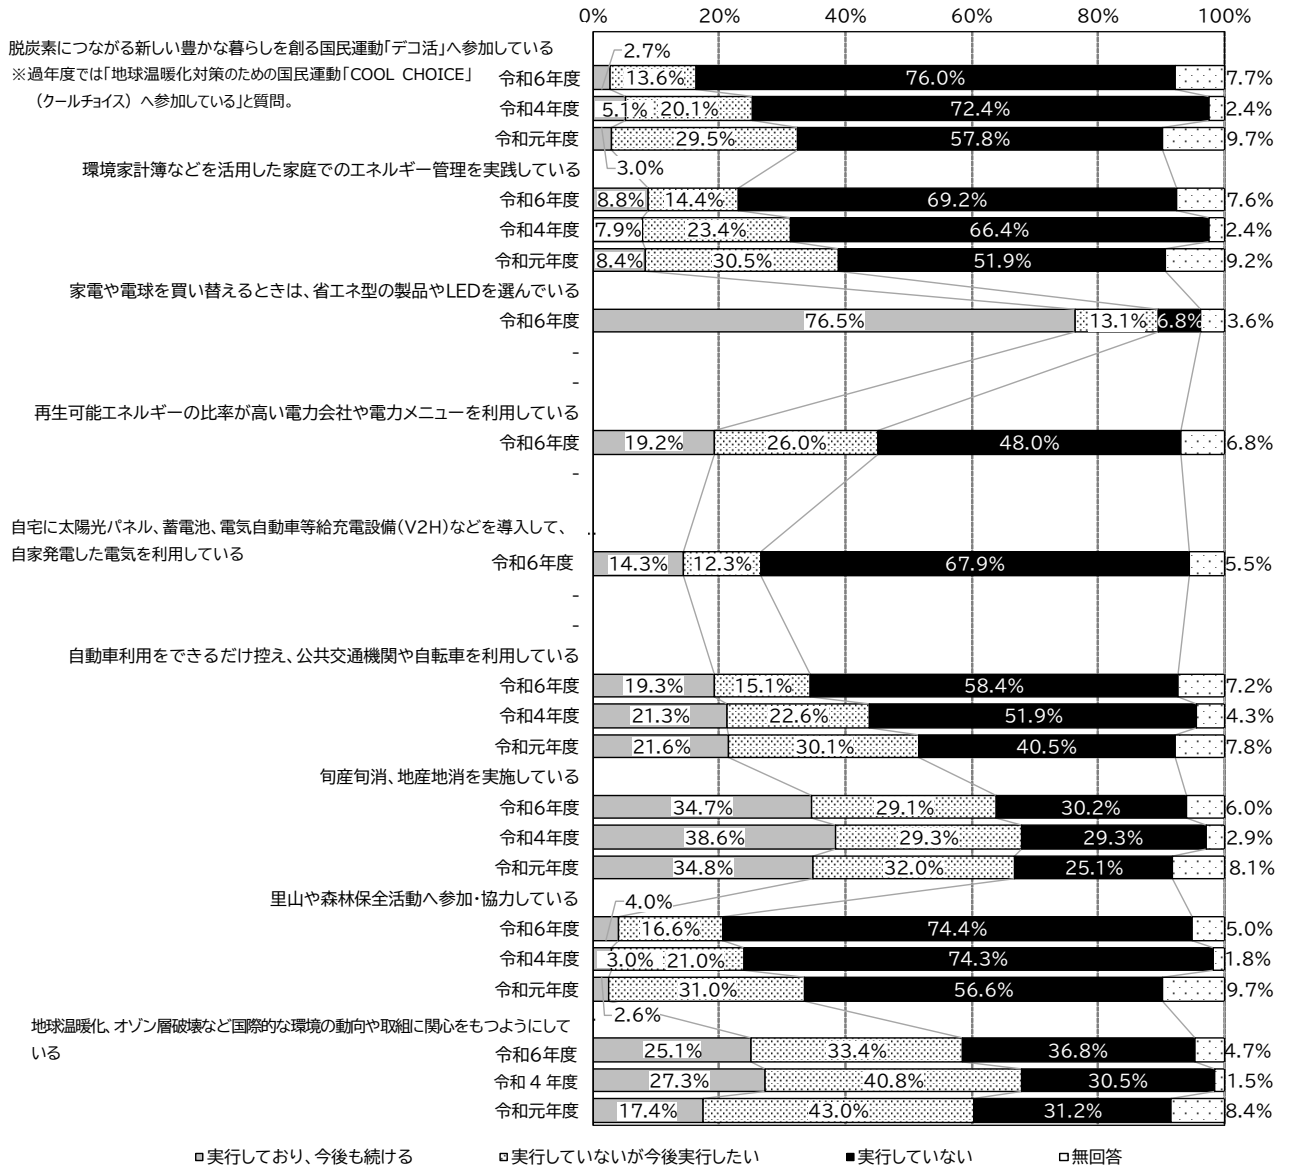 0% 20% 40% 60% 80% 100%
脱炭素につながる新しい豊かな暮らしを創る国民運動「デコ活」へ参加している
※過年度では「地球温暖化対策のための国民運動「COOL CHOICE」
（クールチョイス） へ参加している」と質問。
令和6年度 2.7% 13.6% 76.0% 7.7%
令和4年度 5.1% 20.1% 72.4% 2.4%
令和元年度 3.0% 29.5% 57.8% 9.7%
環境家計簿などを活用した家庭でのエネルギー管理を実践している
令和6年度 8.8% 14.4% 69.2% 7.6%
令和4年度 7.9% 23.4% 66.4% 2.4%
令和元年度 8.4% 30.5% 51.9% 9.2%
家電や電球を買い替えるときは、省エネ型の製品やLEDを選んでいる
令和6年度 76.5% 13.1% 6.8% 3.6%
-
-
再生可能エネルギーの比率が高い電力会社や電力メニューを利用している
令和6年度 19.2% 26.0% 48.0% 6.8%
-
自宅に太陽光パネル、蓄電池、電気自動車等給充電設備（V2H）などを導入して、
自家発電した電気を利用している
令和6年度 14.3% 12.3% 67.9% 5.5%
-
-
自動車利用をできるだけ控え、公共交通機関や自転車を利用している
令和6年度 19.3% 15.1% 58.4% 7.2%
令和4年度 21.3% 22.6% 51.9% 4.3%
令和元年度 21.6% 30.1% 40.5% 7.8%
旬産旬消、地産地消を実施している
令和6年度 34.7% 29.1% 30.2% 6.0%
令和4年度 38.6% 29.3% 29.3% 2.9%
令和元年度 34.8% 32.0% 25.1% 8.1%
里山や森林保全活動へ参加・協力している
令和6年度 4.0% 16.6% 74.4% 5.0%
令和4年度 3.0% 21.0% 74.3% 1.8%
令和元年度 2.6% 31.0% 56.6% 9.7%
地球温暖化、オゾン層破壊など国際的な環境の動向や取組に関心をもつようにして
いる
令和6年度 25.1% 33.4% 36.8% 4.7%
令和４年度 27.3% 40.8% 30.5% 1.5%
令和元年度 17.4% 43.0% 31.2% 8.4%
実行しており、今後も続ける 実行していないが今後実行したい 実行していない 無回答